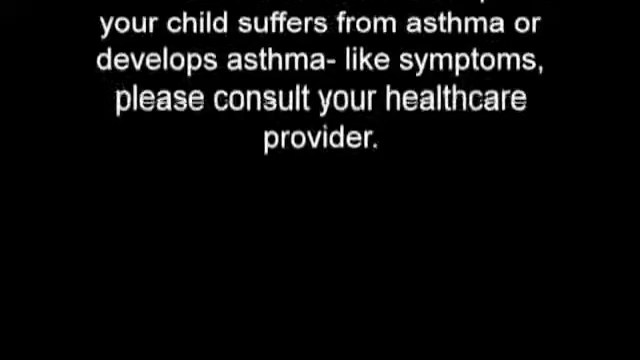 your child suffers from asthma or
develops asthma- like symptoms,
please consult your healthcare
provider.